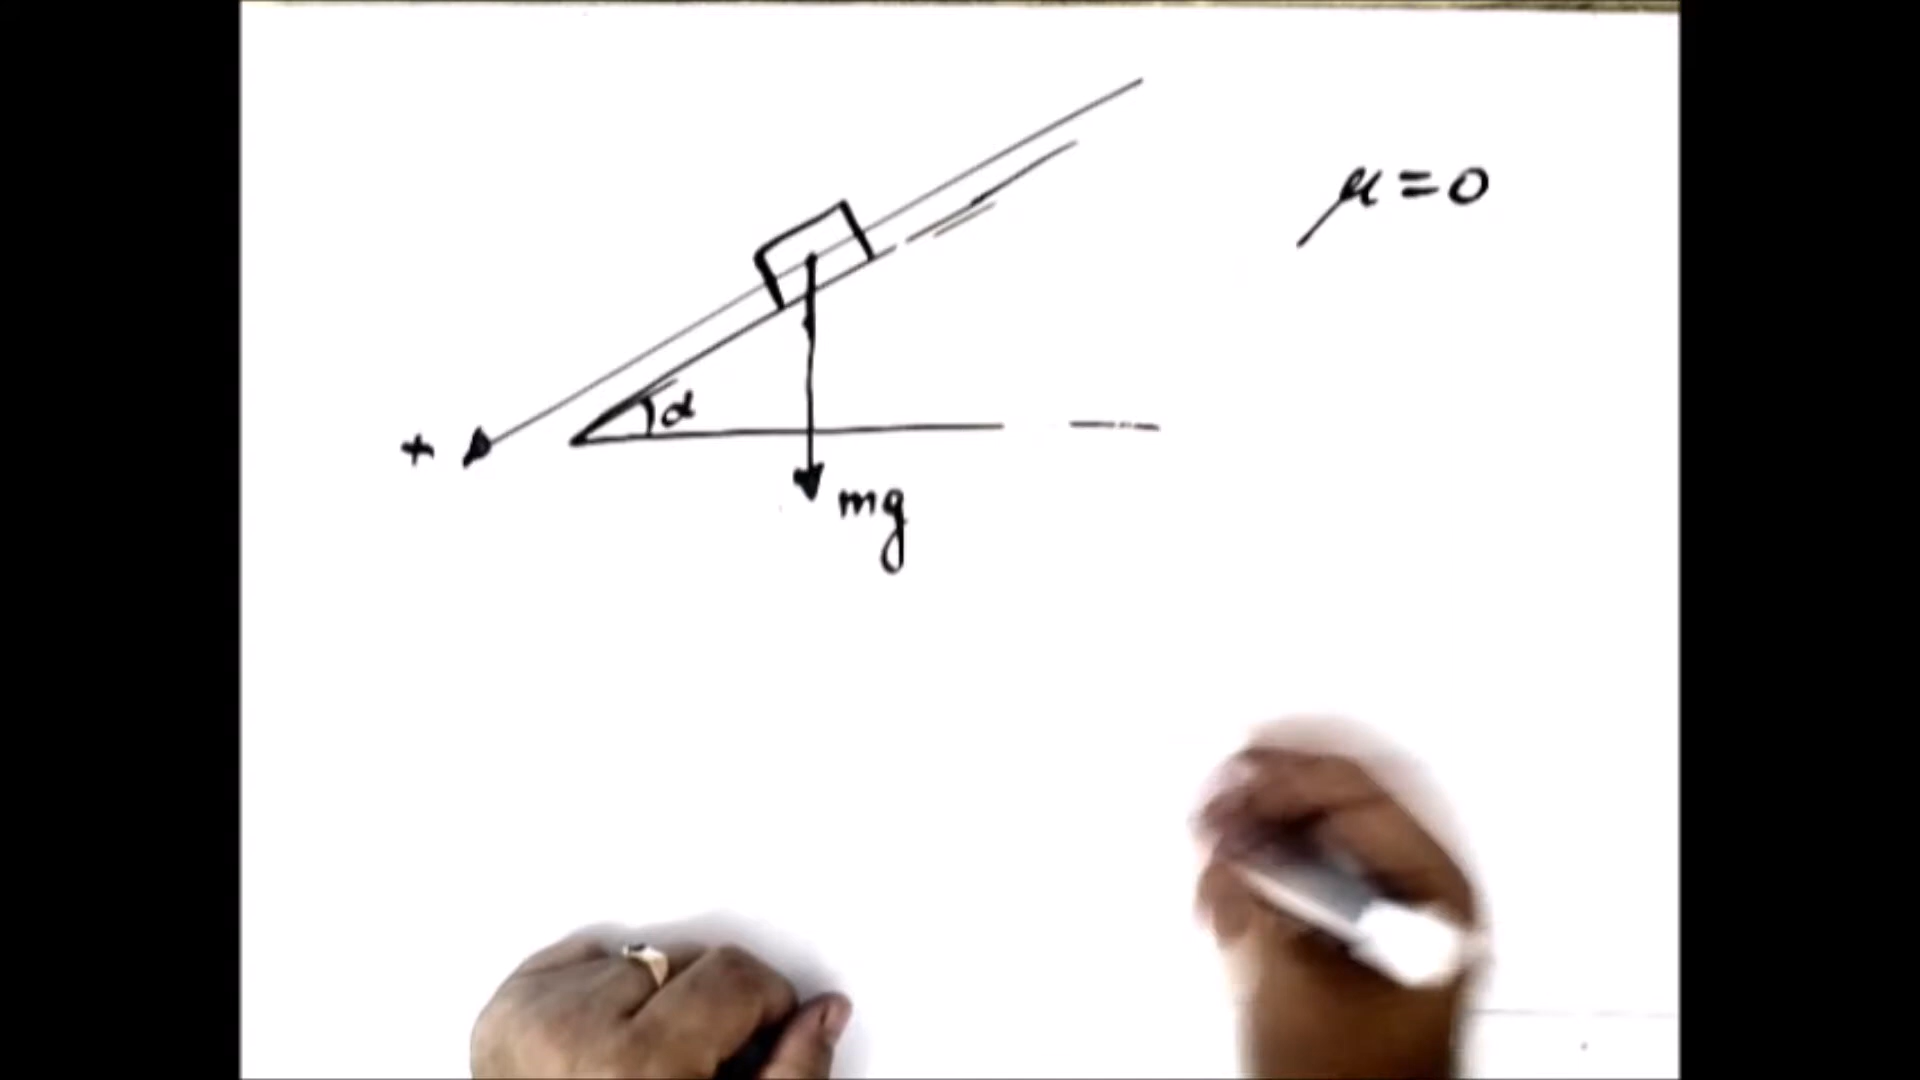 μ = 0
α
+
mg